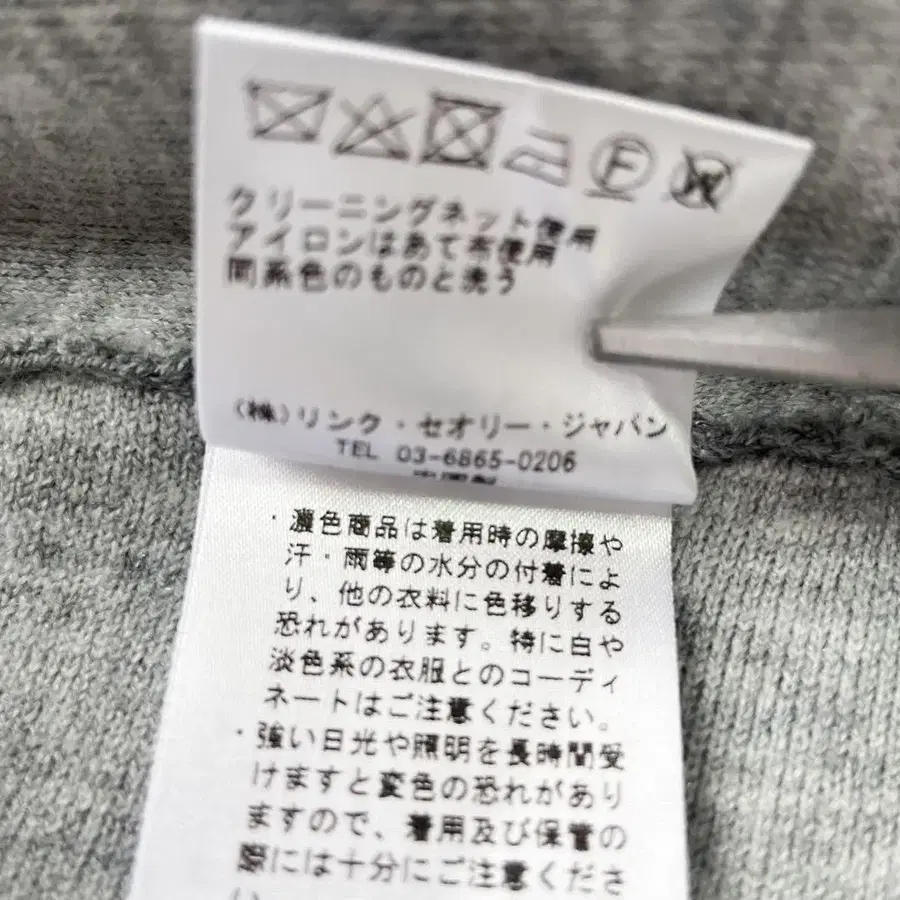 F
W
クリーニングネット使用
アイロンはあて布使用
同系色のものと洗う
(株)リンク・セオリー・ジャパン
TEL 03-6865-0206
・濃色商品は着用時の摩擦や
汗・雨等の水分の付着によ
り、他の衣料に色移りする
恐れがあります。特に白や
淡色系の衣服とのコーディ
ネートはご注意ください。
・強い日光や照明を長時間受
けますと変色の恐れがあり
ますので、着用及び保管の
際には十分にご注意くださ